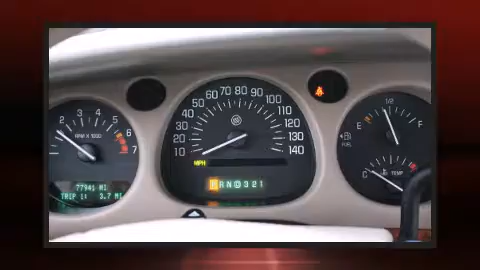 10 20 30 40 50 60 70 80 90 100 110 120 130 140
MPH
P R N D 3 2 1
2 3 4 5 6 7
RPM X 1000
77941 MI
TRIP 1: 3.7 MI
1/2
E F
FUEL
C H
TEMP